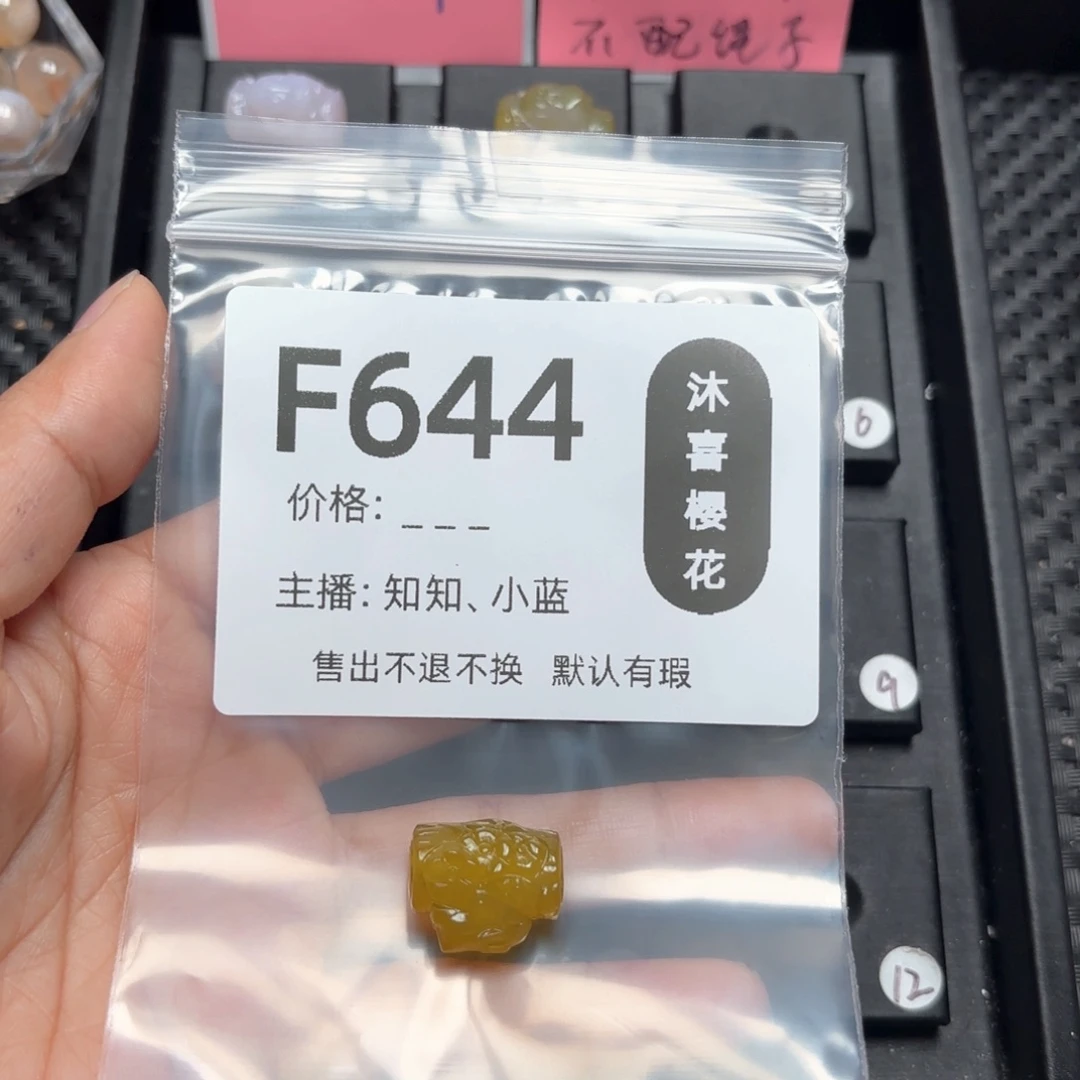 不配绳子
F644
价格: _ _ _
主播: 知知、小蓝
售出不退不换 默认有瑕
沐喜樱花
6
9
12